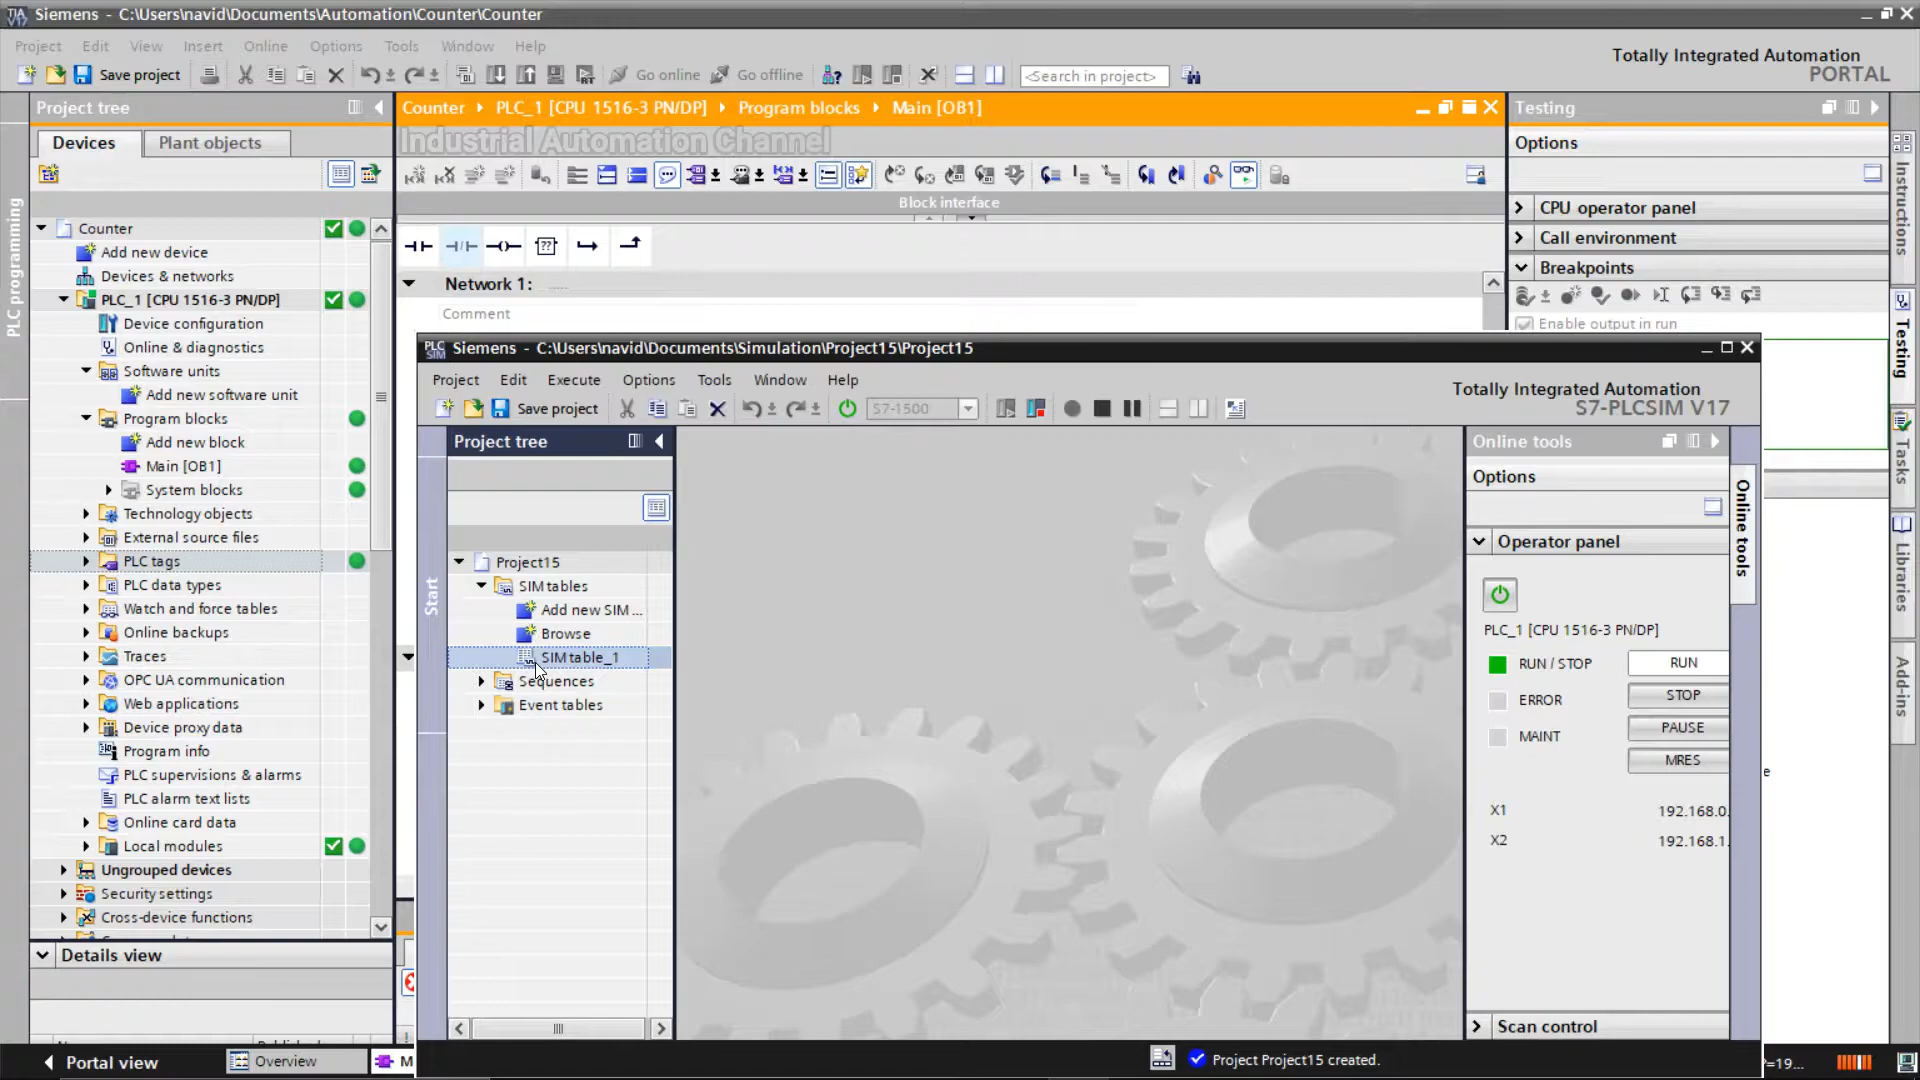 Siemens - C:\Users\navid\Documents\Automation\Counter\Counter
Project Edit View Insert Online Options Tools Window Help
Totally Integrated Automation
PORTAL
Save project
Go online
Go offline
<Search in project>
Project tree
Devices
Plant objects
PLC programming
Counter
Add new device
Devices & networks
PLC_1 [CPU 1516-3 PN/DP]
Device configuration
Online & diagnostics
Software units
Add new software unit
Program blocks
Add new block
Main [OB1]
System blocks
Technology objects
External source files
PLC tags
PLC data types
Watch and force tables
Online backups
Traces
OPC UA communication
Web applications
Device proxy data
Program info
PLC supervisions & alarms
PLC alarm text lists
Online card data
Local modules
Ungrouped devices
Security settings
Cross-device functions
Details view
Portal view
Overview
M
Counter PLC_1 [CPU 1516-3 PN/DP] Program blocks Main [OB1]
Industrial Automation Channel
Block interface
??
Network 1: .....
Comment
Testing
Options
CPU operator panel
Call environment
Breakpoints
Enable output in run
Instructions
Testing
Tasks
Libraries
Add-ins
PLC SIM
Siemens - C:\Users\navid\Documents\Simulation\Project15\Project15
Project Edit Execute Options Tools Window Help
Totally Integrated Automation
S7-PLCSIM V17
Save project
S7-1500
Project tree
Start
Project15
SIM tables
Add new SIM ...
Browse
SIM table_1
Sequences
Event tables
Online tools
Options
Operator panel
PLC_1 [CPU 1516-3 PN/DP]
RUN / STOP
RUN
ERROR
STOP
MAINT
PAUSE
MRES
X1 192.168.0.
X2 192.168.1.
Scan control
Online tools
Project Project15 created.
e
=19...